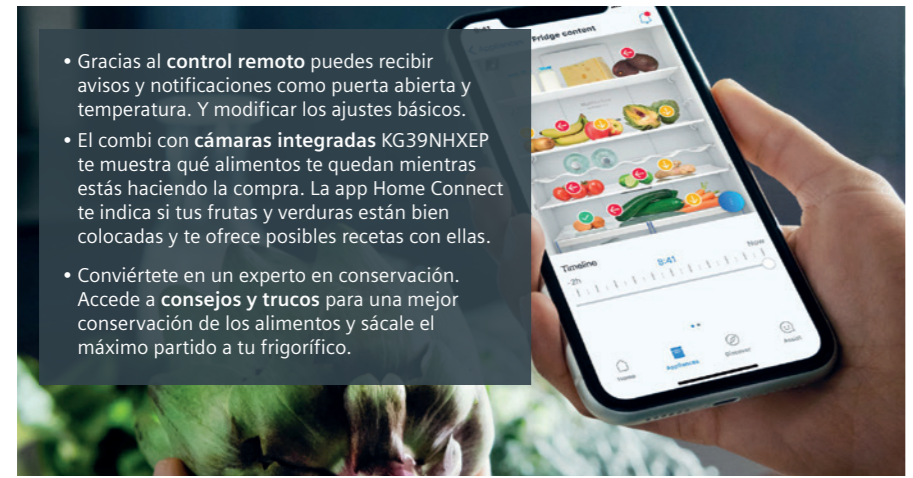 • Gracias al control remoto puedes recibir
avisos y notificaciones como puerta abierta y
temperatura. Y modificar los ajustes básicos.
• El combi con cámaras integradas KG39NHXEP
te muestra qué alimentos te quedan mientras
estás haciendo la compra. La app Home Connect
te indica si tus frutas y verduras están bien
colocadas y te ofrece posibles recetas con ellas.
• Conviértete en un experto en conservación.
Accede a consejos y trucos para una mejor
conservación de los alimentos y sácale el
máximo partido a tu frigorífico.
Fridge content
Timeline
-2h
8:41
Now
Home
Appliances
Discover
Assist